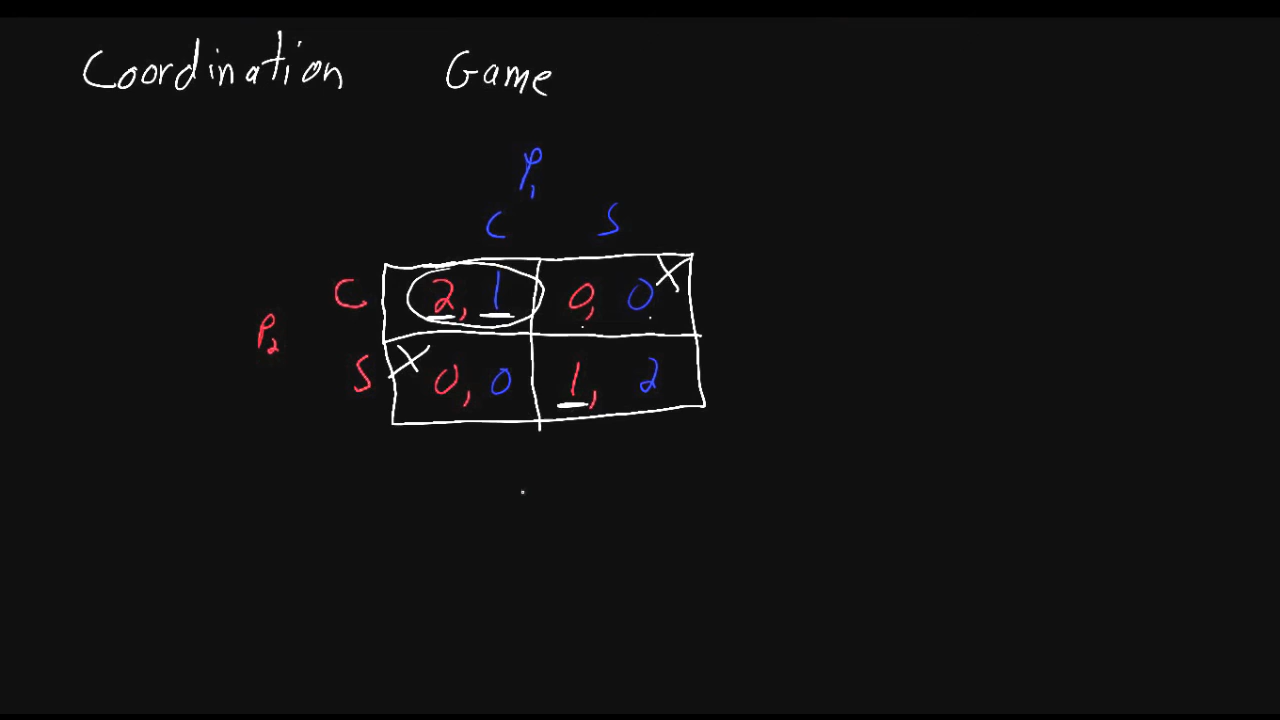 Coordination Game
P1
C S
C 2, 1 0, 0 X
P2
S X 0, 0 1, 2